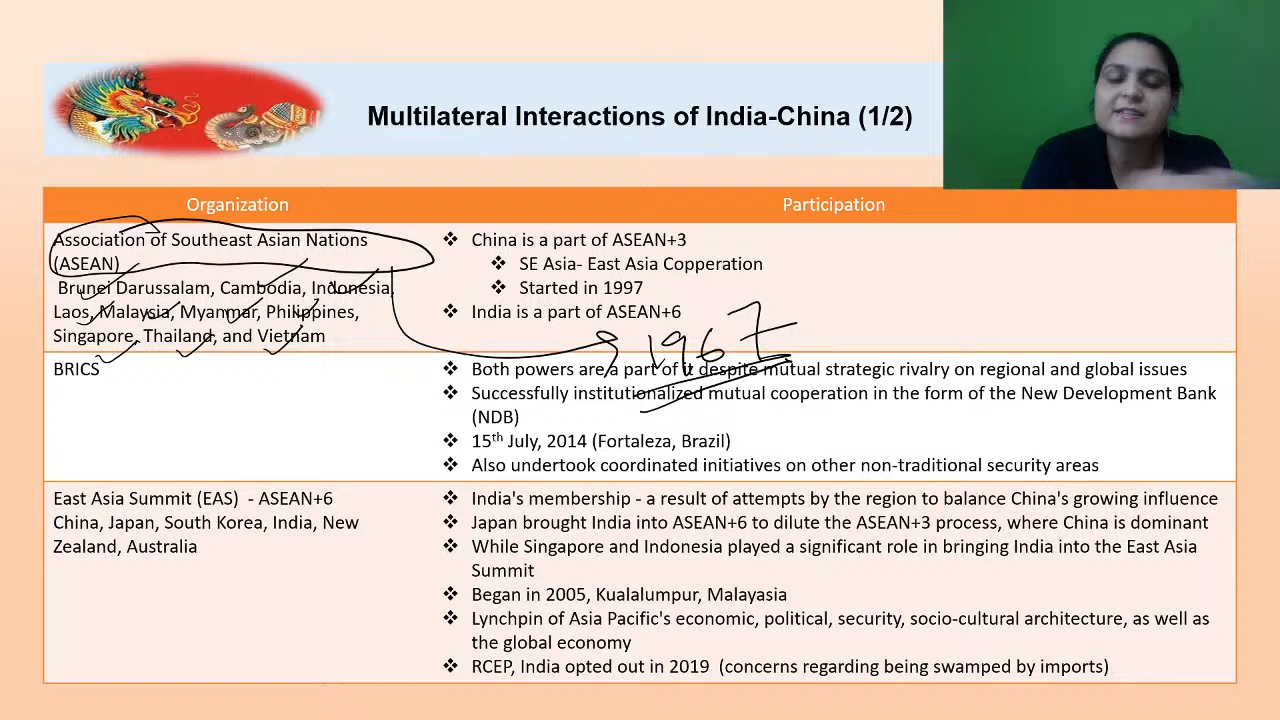 Multilateral Interactions of India-China (1/2)
Organization
Participation
Association of Southeast Asian Nations
(ASEAN)
Brunei Darussalam, Cambodia, Indonesia,
Laos, Malaysia, Myanmar, Philippines,
Singapore, Thailand, and Vietnam
❖ China is a part of ASEAN+3
❖ SE Asia- East Asia Copperation
❖ Started in 1997
❖ India is a part of ASEAN+6
1967
BRICS
❖ Both powers are a part of it despite mutual strategic rivalry on regional and global issues
❖ Successfully institutionalized mutual cooperation in the form of the New Development Bank
(NDB)
❖ 15th July, 2014 (Fortaleza, Brazil)
❖ Also undertook coordinated initiatives on other non-traditional security areas
East Asia Summit (EAS) - ASEAN+6
China, Japan, South Korea, India, New
Zealand, Australia
❖ India's membership - a result of attempts by the region to balance China's growing influence
❖ Japan brought India into ASEAN+6 to dilute the ASEAN+3 process, where China is dominant
❖ While Singapore and Indonesia played a significant role in bringing India into the East Asia
Summit
❖ Began in 2005, Kualalumpur, Malayasia
❖ Lynchpin of Asia Pacific's economic, political, security, socio-cultural architecture, as well as
the global economy
❖ RCEP, India opted out in 2019 (concerns regarding being swamped by imports)